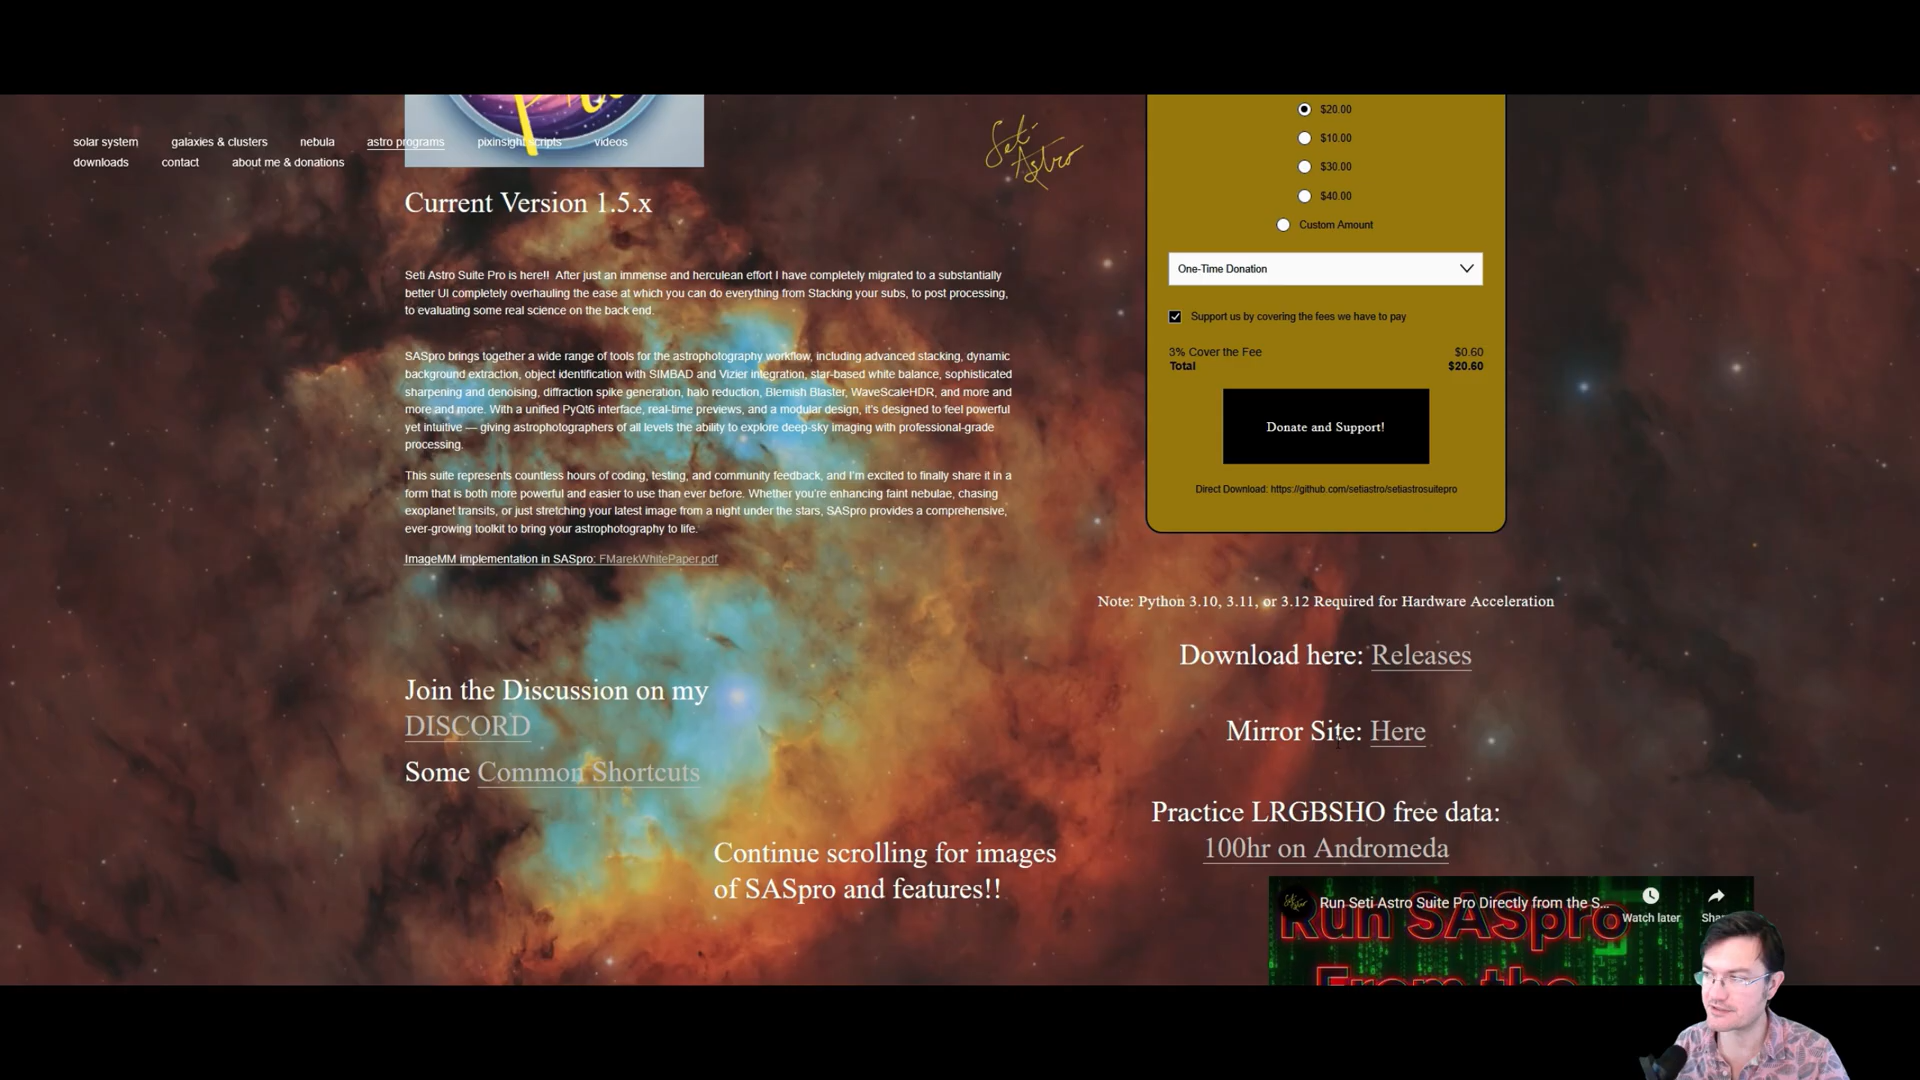 solar system galaxies & clusters nebula astro programs pixinsight scripts videos
downloads contact about me & donations
Seti
Astro
Current Version 1.5.x
Seti Astro Suite Pro is here!! After just an immense and herculean effort I have completely migrated to a substantially
better UI completely overhauling the ease at which you can do everything from Stacking your subs, to post processing,
to evaluating some real science on the back end.
SASpro brings together a wide range of tools for the astrophotography workflow, including advanced stacking, dynamic
background extraction, object identification with SIMBAD and Vizier integration, star-based white balance, sophisticated
sharpening and denoising, diffraction spike generation, halo reduction, Blemish Blaster, WaveScaleHDR, and more and
more and more. With a unified PyQt6 interface, real-time previews, and a modular design, it's designed to feel powerful
yet intuitive — giving astrophotographers of all levels the ability to explore deep-sky imaging with professional-grade
processing.
This suite represents countless hours of coding, testing, and community feedback, and I'm excited to finally share it in a
form that is both more powerful and easier to use than ever before. Whether you're enhancing faint nebulae, chasing
exoplanet transits, or just stretching your latest image from a night under the stars, SASpro provides a comprehensive,
ever-growing toolkit to bring your astrophotography to life.
ImageMM implementation in SASpro: FMarekWhitePaper.pdf
Join the Discussion on my
DISCORD
Some Common Shortcuts
Continue scrolling for images
of SASpro and features!!
$20.00
$10.00
$30.00
$40.00
Custom Amount
One-Time Donation
Support us by covering the fees we have to pay
3% Cover the Fee $0.60
Total $20.60
Donate and Support!
Direct Download: https://github.com/setiastro/setiastrosuitepro
Note: Python 3.10, 3.11, or 3.12 Required for Hardware Acceleration
Download here: Releases
Mirror Site: Here
Practice LRGBSHO free data:
100hr on Andromeda
Run Seti Astro Suite Pro Directly from the S...
Watch later
Run SASpro
From the